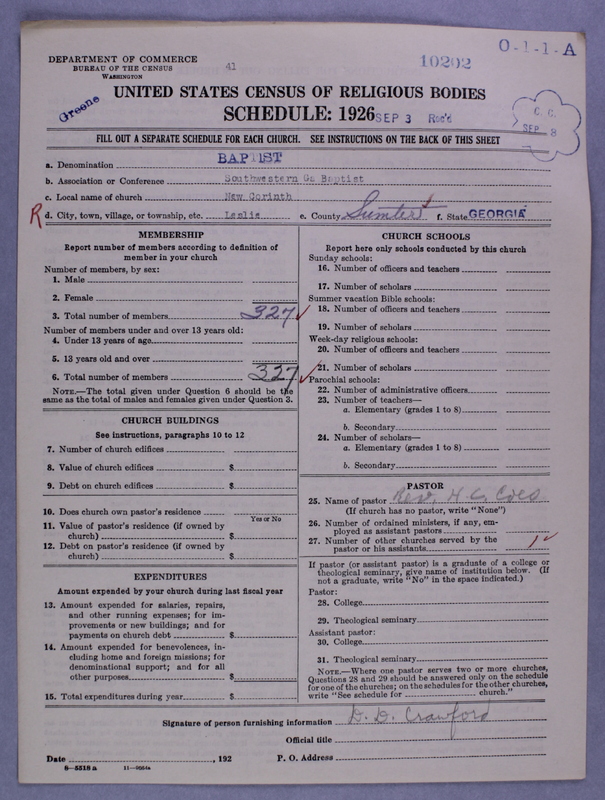 O-1-1-A
DEPARTMENT OF COMMERCE
BUREAU OF THE CENSUS
WASHINGTON
41
10202
Greene
UNITED STATES CENSUS OF RELIGIOUS BODIES
SCHEDULE: 1926
SEP 3 Rec'd
C. C.
SEP 8
FILL OUT A SEPARATE SCHEDULE FOR EACH CHURCH. SEE INSTRUCTIONS ON THE BACK OF THIS SHEET
a. Denomination BAPTIST
b. Association or Conference Southwestern Ga Baptist
c. Local name of church New Corinth
R d. City, town, village, or township, etc. Leslie e. County Sumter f. State GEORGIA
MEMBERSHIP
Report number of members according to definition of
member in your church
Number of members, by sex:
1. Male
2. Female
3. Total number of members 327
Number of members under and over 13 years old:
4. Under 13 years of age
5. 13 years old and over
6. Total number of members 327
NOTE.—The total given under Question 6 should be the
same as the total of males and females given under Question 3.
CHURCH BUILDINGS
See instructions, paragraphs 10 to 12
7. Number of church edifices
8. Value of church edifices $
9. Debt on church edifices $
10. Does church own pastor's residence
Yes or No
11. Value of pastor's residence (if owned by
church) $
12. Debt on pastor's residence (if owned by
church) $
EXPENDITURES
Amount expended by your church during last fiscal year
13. Amount expended for salaries, repairs,
and other running expenses; for im-
provements or new buildings; and for
payments on church debt $
14. Amount expended for benevolences, in-
cluding home and foreign missions; for
denominational support; and for all
other purposes $
15. Total expenditures during year $
CHURCH SCHOOLS
Report here only schools conducted by this church
Sunday schools:
16. Number of officers and teachers
17. Number of scholars
Summer vacation Bible schools:
18. Number of officers and teachers
19. Number of scholars
Week-day religious schools:
20. Number of officers and teachers
21. Number of scholars
Parochial schools:
22. Number of administrative officers
23. Number of teachers—
a. Elementary (grades 1 to 8)
b. Secondary
24. Number of scholars—
a. Elementary (grades 1 to 8)
b. Secondary
PASTOR
25. Name of pastor Rev. H. C. Coes
(If church has no pastor, write "None")
26. Number of ordained ministers, if any, em-
ployed as assistant pastors
27. Number of other churches served by the
pastor or his assistants 1
If pastor (or assistant pastor) is a graduate of a college or
theological seminary, give name of institution below. (If
not a graduate, write "No" in the space indicated.)
Pastor:
28. College
29. Theological seminary
Assistant pastor:
30. College
31. Theological seminary
NOTE.—Where one pastor serves two or more churches,
Questions 28 and 29 should be answered only on the schedule
for one of the churches; on the schedules for the other churches,
write "See schedule for church."
Signature of person furnishing information D. D. Crawford
Official title
Date , 192 P. O. Address
8—5518 a 11—9864a